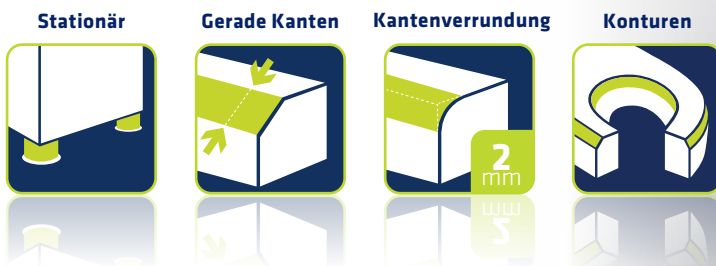 Stationär
Gerade Kanten
Kantenverrundung
Konturen
2
mm